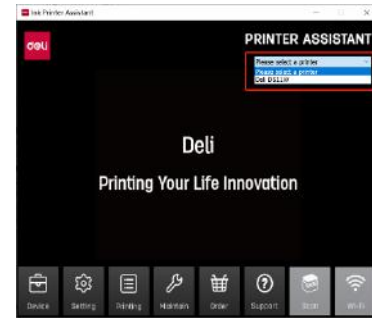 Ink Printer Assistant
deli
PRINTER ASSISTANT
Please select a printer
Please select a printer
Deli D511W
Deli
Printing Your Life Innovation
Device
Setting
Printing
Maintain
Order
Support
Scan
Wi-Fi